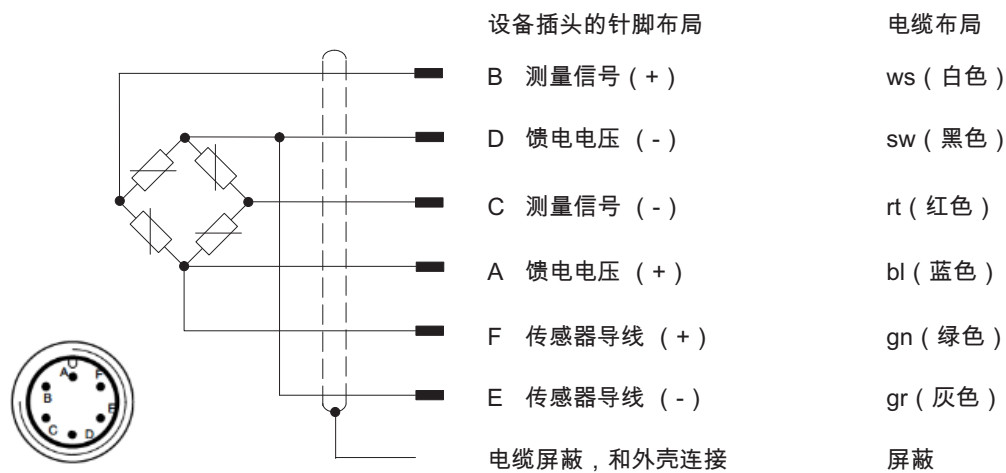 设备插头的针脚布局 电缆布局
B 测量信号 ( + ) ws ( 白色 )
D 馈电电压 ( - ) sw ( 黑色 )
C 测量信号 ( - ) rt ( 红色 )
A 馈电电压 ( + ) bl ( 蓝色 )
F 传感器导线 ( + ) gn ( 绿色 )
E 传感器导线 ( - ) gr ( 灰色 )
电缆屏蔽 , 和外壳连接 屏蔽
A F
B E
C D